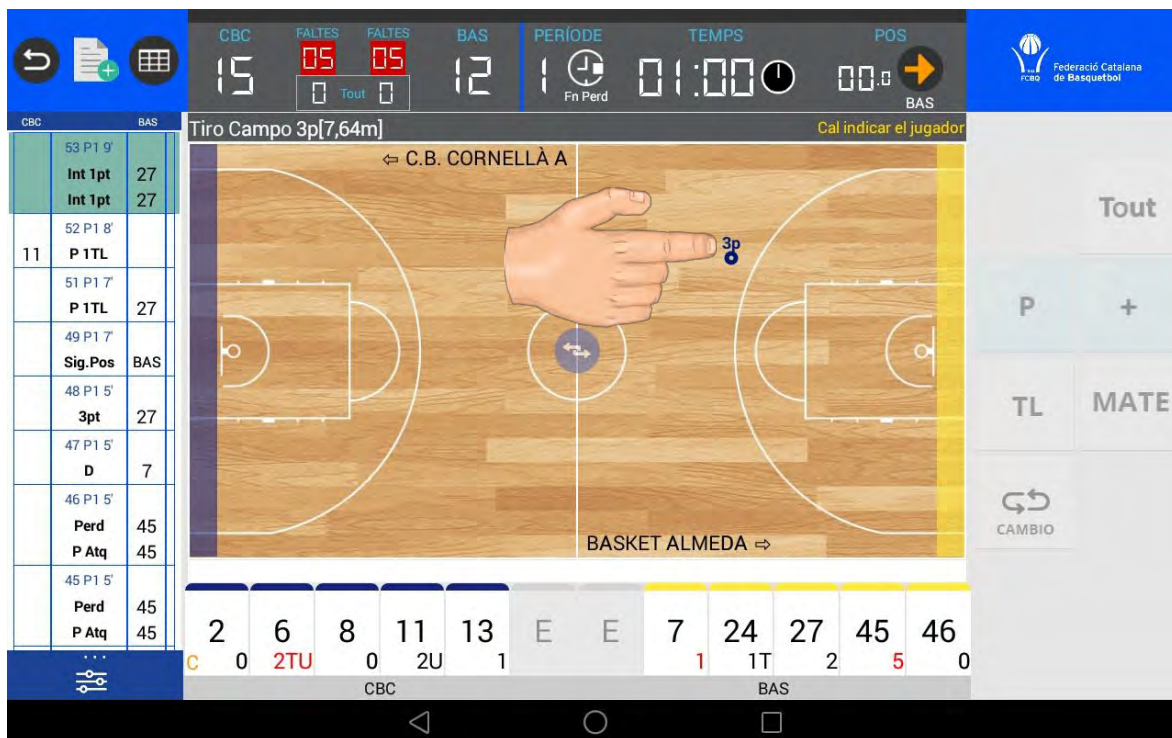 CBC FALTES FALTES BAS PERÍODE TEMPS POS
15 05 05 12 1 01:00 00.0
0 Tout 0 Fn Perd BAS
FCBQ Federació Catalana
de Basquetbol
CBC BAS
Tiro Campo 3p[7,64m] Cal indicar el jugador
⇦ C.B. CORNELLÀ A
3p
BASKET ALMEDA ⇨
53 P1 9'
Int 1pt 27
Int 1pt 27
52 P1 8'
11 P 1TL
51 P1 7'
P 1TL 27
49 P1 7'
Sig.Pos BAS
48 P1 5'
3pt 27
47 P1 5'
D 7
46 P1 5'
Perd 45
P Atq 45
45 P1 5'
Perd 45
P Atq 45
Tout
P +
TL MATE
CAMBIO
2 6 8 11 13 E E 7 24 27 45 46
C 0 2TU 0 2U 1 1 1T 2 5 0
CBC BAS